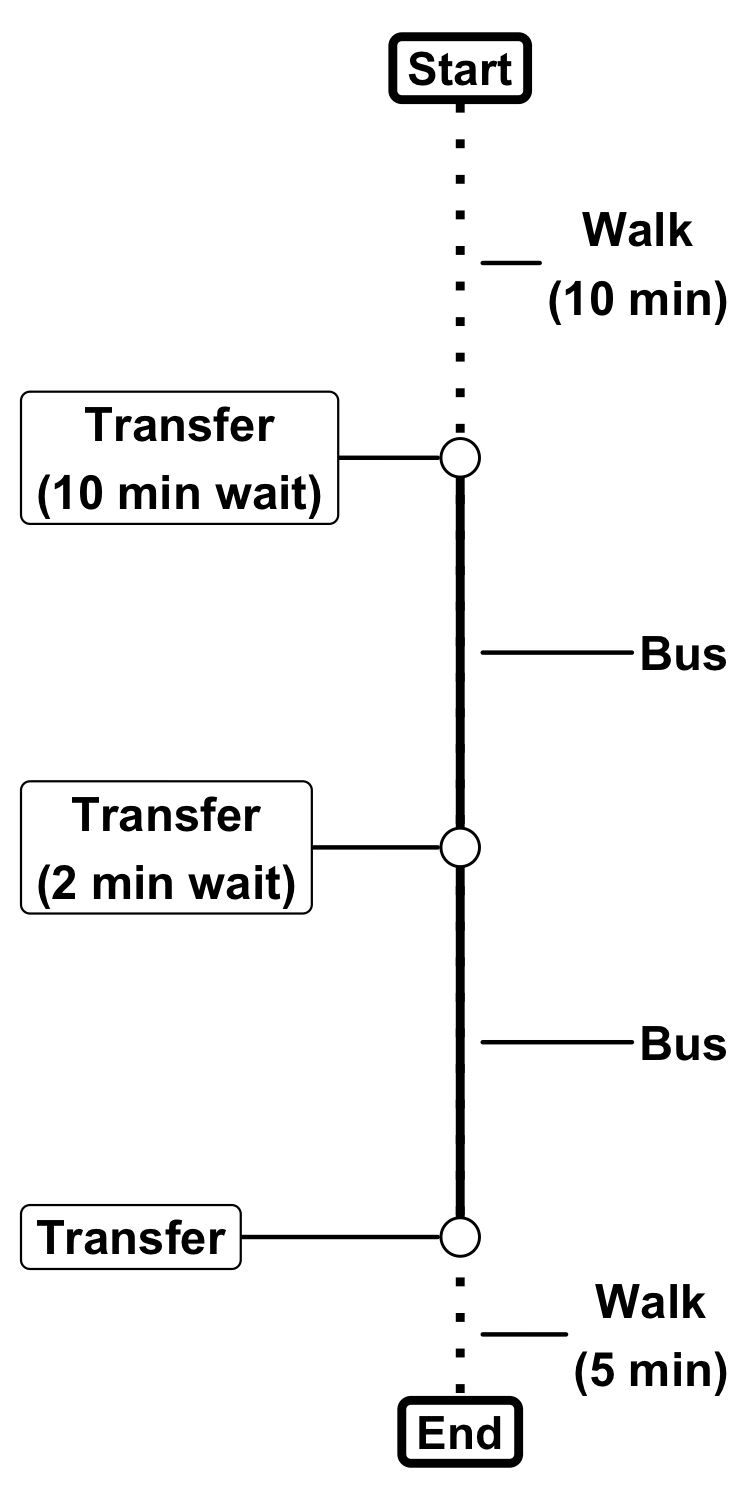 Start
Walk
(10 min)
Transfer
(10 min wait)
Bus
Transfer
(2 min wait)
Bus
Transfer
Walk
(5 min)
End